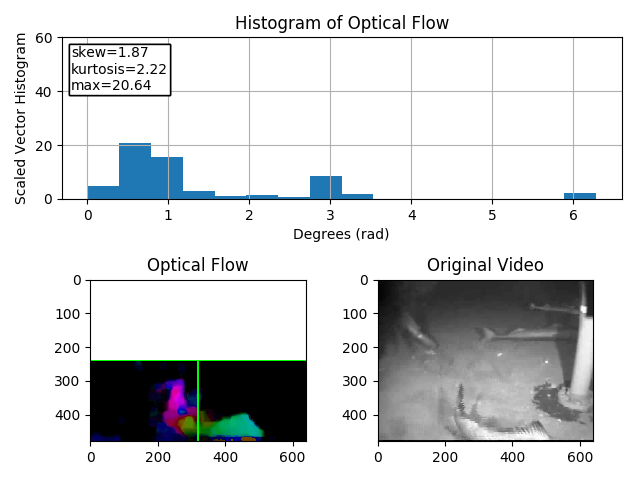 Histogram of Optical Flow
Scaled Vector Histogram
60
40
20
0
skew=1.87
kurtosis=2.22
max=20.64
0 1 2 3 4 5 6
Degrees (rad)
Optical Flow
0
100
200
300
400
0 200 400 600
Original Video
0
100
200
300
400
0 200 400 600